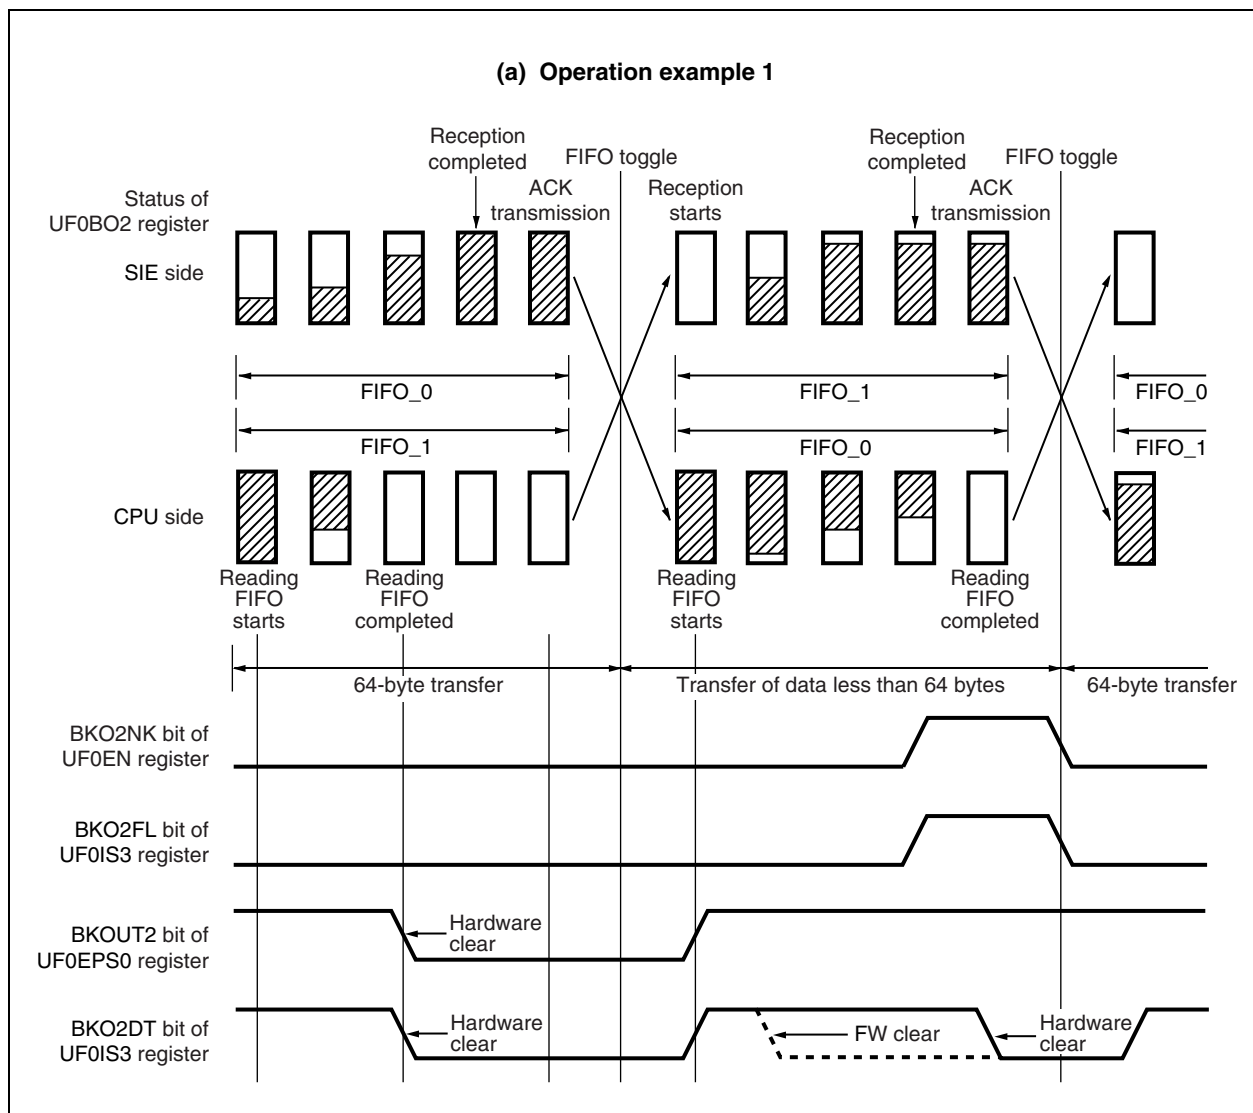 (a) Operation example 1
Reception
completed
FIFO toggle
Reception
completed
FIFO toggle
Status of
UF0BO2 register
ACK
transmission
Reception
starts
ACK
transmission
SIE side
FIFO_0
FIFO_1
FIFO_0
FIFO_1
FIFO_0
FIFO_1
CPU side
Reading
FIFO
starts
Reading
FIFO
completed
Reading
FIFO
starts
Reading
FIFO
completed
64-byte transfer
Transfer of data less than 64 bytes
64-byte transfer
BKO2NK bit of
UF0EN register
BKO2FL bit of
UF0IS3 register
BKOUT2 bit of
UF0EPS0 register
Hardware
clear
BKO2DT bit of
UF0IS3 register
Hardware
clear
FW clear
Hardware
clear